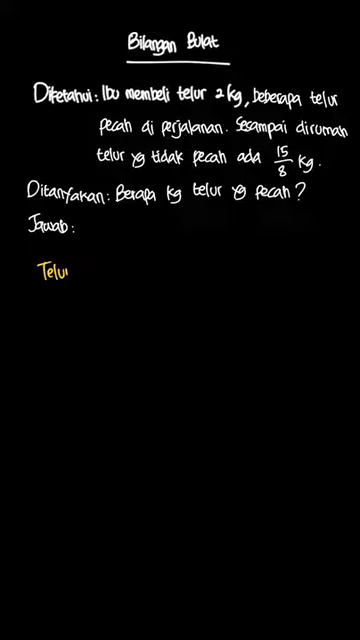 Bilangan Bulat
Diketahui: Ibu membeli telur 2 kg, beberapa telur
pecah di perjalanan. Sesampai dirumah
telur yg tidak pecah ada 15/8 kg.
Ditanyakan: Berapa kg telur yg pecah?
Jawab:
Telur